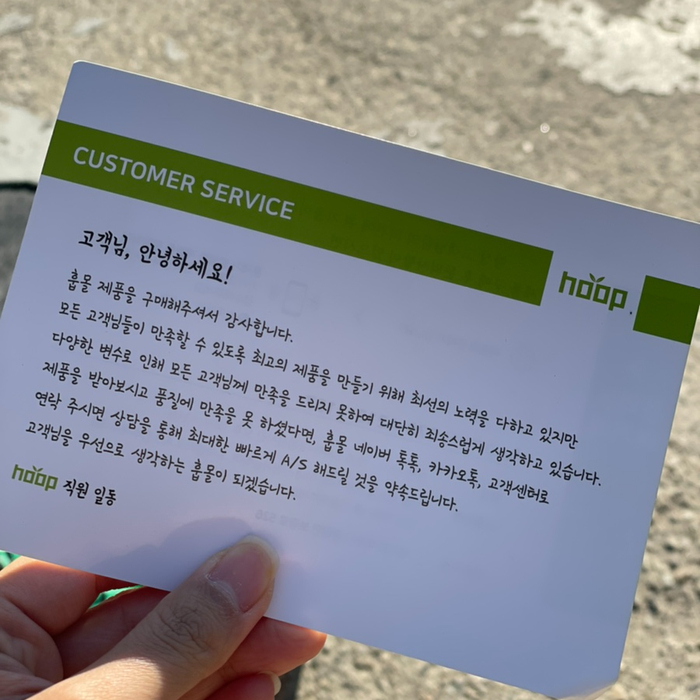 CUSTOMER SERVICE
hoop.
고객님, 안녕하세요!
훕몰 제품을 구매해주셔서 감사합니다.
모든 고객님들이 만족할 수 있도록 최고의 제품을 만들기 위해 최선의 노력을 다하고 있지만
다양한 변수로 인해 모든 고객님께 만족을 드리지 못하여 대단히 죄송스럽게 생각하고 있습니다.
제품을 받아보시고 품질에 만족을 못 하셨다면, 훕몰 네이버 톡톡, 카카오톡, 고객센터로
연락 주시면 상담을 통해 최대한 빠르게 A/S 해드릴 것을 약속드립니다.
고객님을 우선으로 생각하는 훕몰이 되겠습니다.
hoop 직원 일동